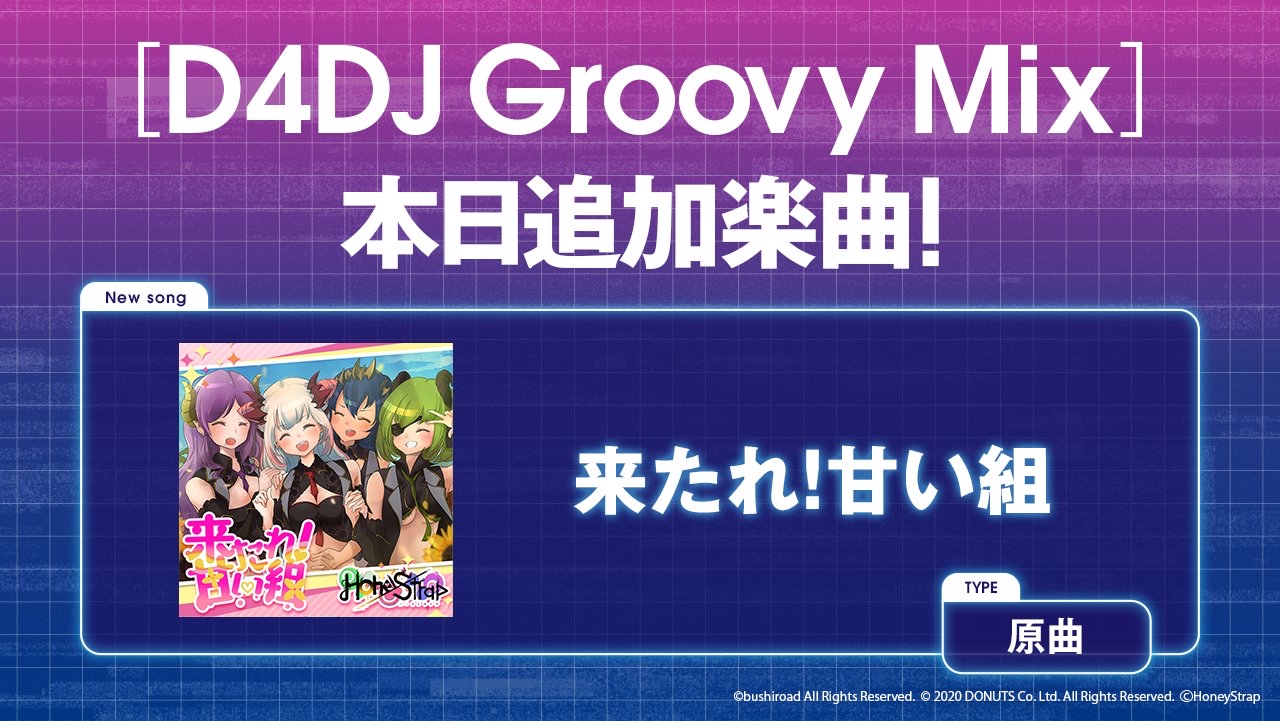 [D4DJ Groovy Mix]
本日追加楽曲!
New song
来たれ!
甘い組
HoneyStrap
来たれ!甘い組
TYPE
原曲
©bushiroad All Rights Reserved. © 2020 DONUTS Co. Ltd. All Rights Reserved. ⒸHoneyStrap